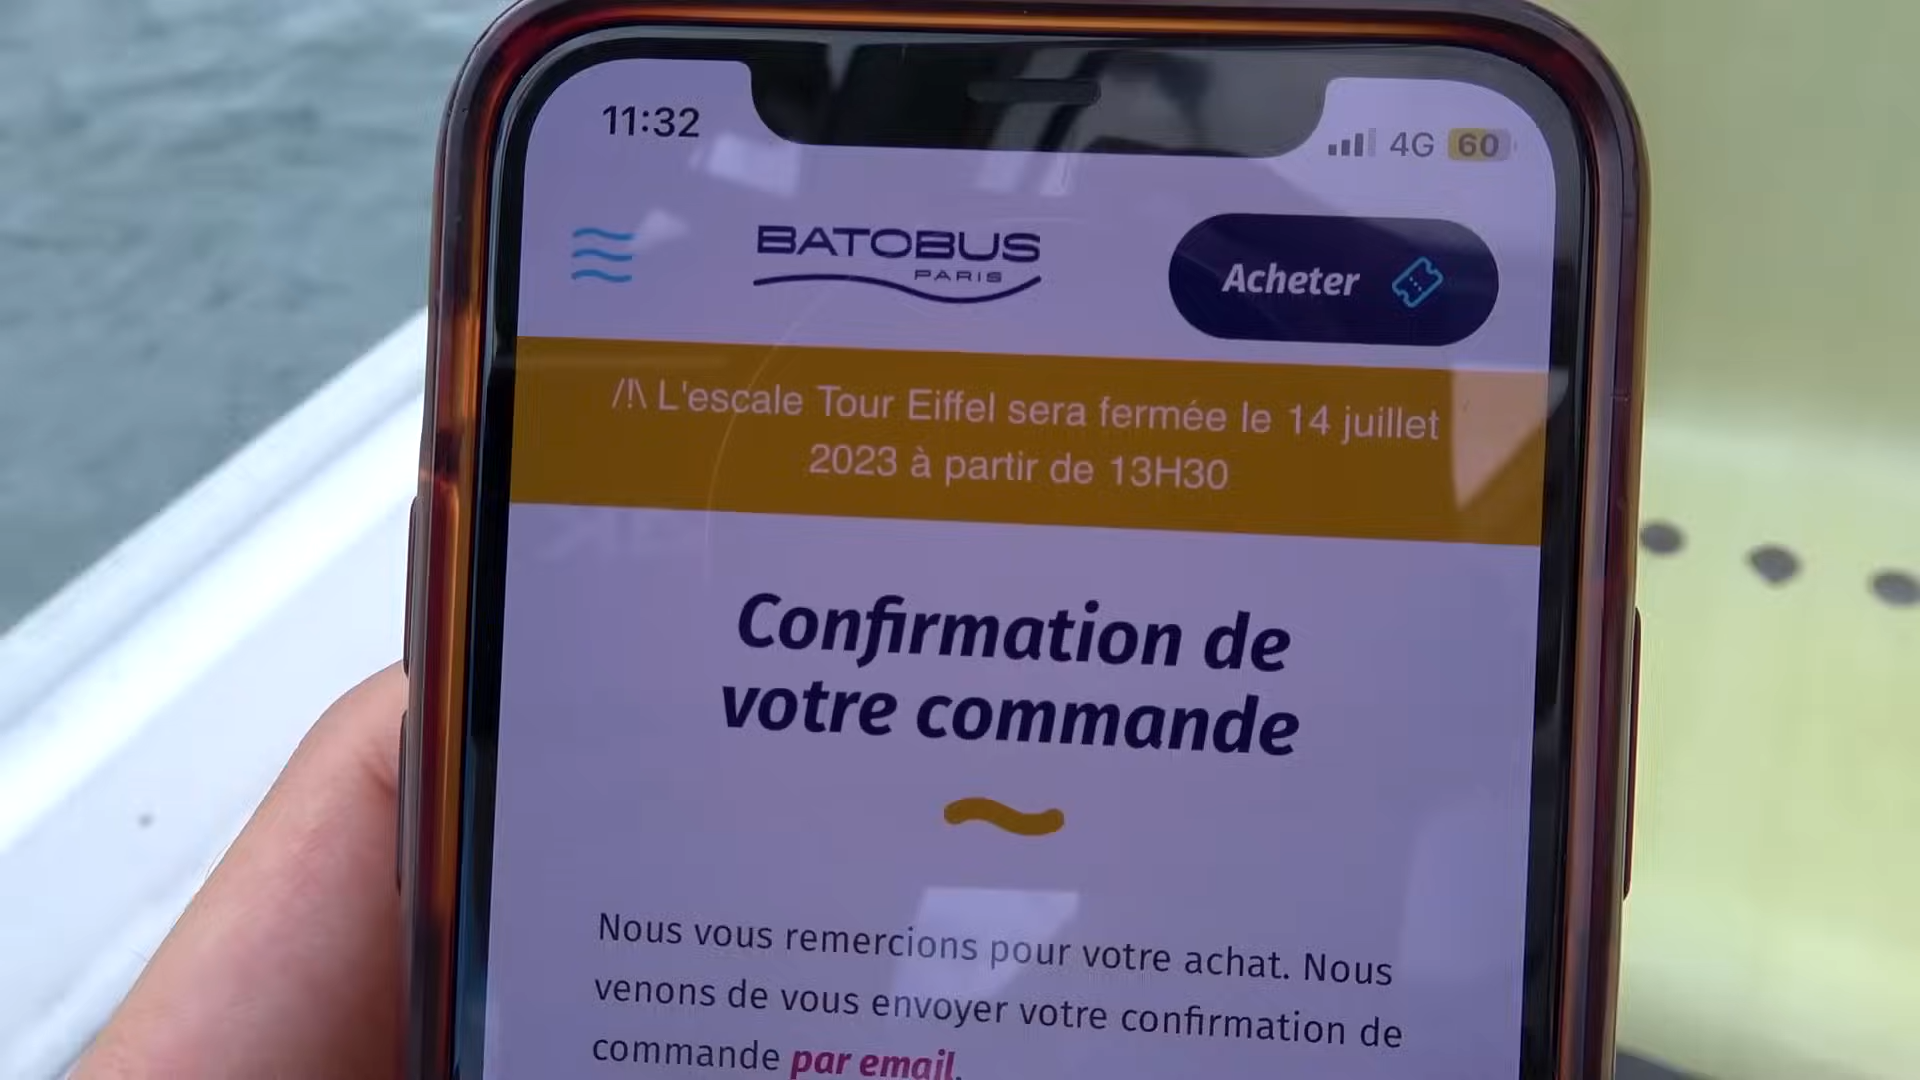 11:32
4G 60
BATOBUS
PARIS
Acheter
/!\ L'escale Tour Eiffel sera fermée le 14 juillet
2023 à partir de 13H30
Confirmation de
votre commande
Nous vous remercions pour votre achat. Nous
venons de vous envoyer votre confirmation de
commande par email.